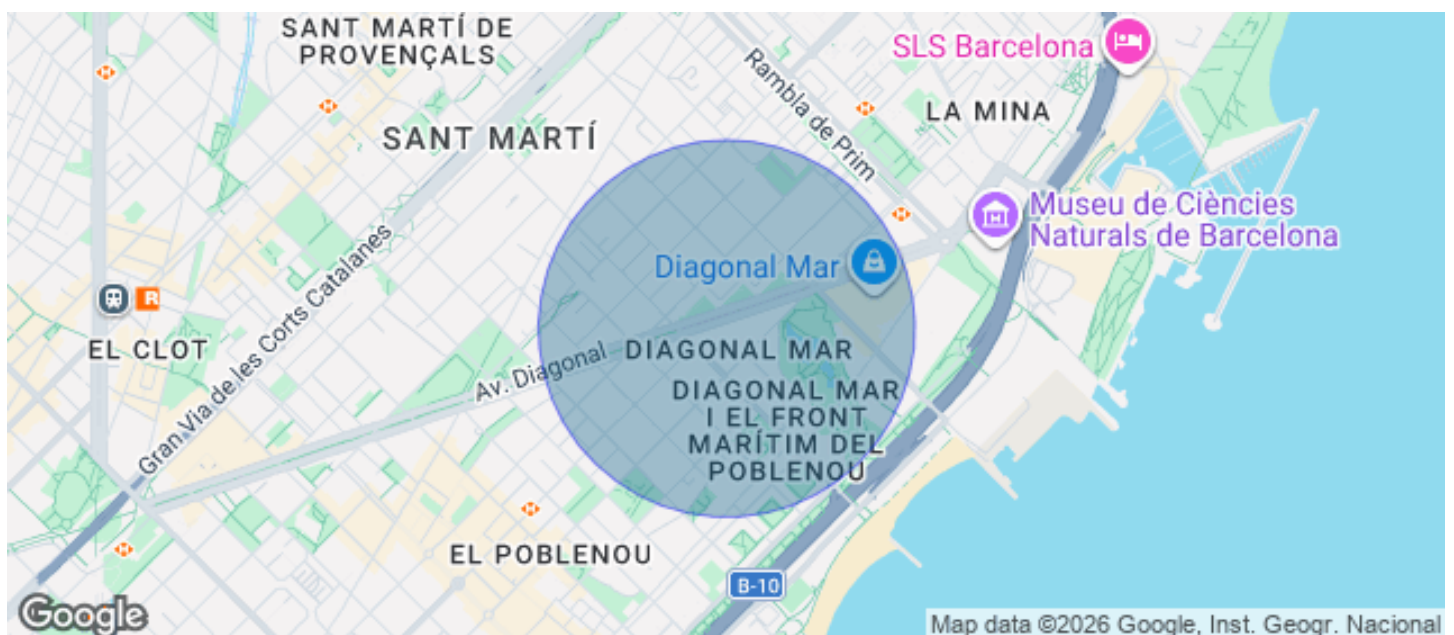 SANT MARTÍ DE
PROVENÇALS
SLS Barcelona
Rambla de Prim
LA MINA
SANT MARTÍ
Museu de Ciències
Naturals de Barcelona
Diagonal Mar
Gran Via de les Corts Catalanes
R
EL CLOT
Av. Diagonal
DIAGONAL MAR
DIAGONAL MAR
I EL FRONT
MARÍTIM DEL
POBLENOU
EL POBLENOU
B-10
Google
Map data ©2026 Google, Inst. Geogr. Nacional